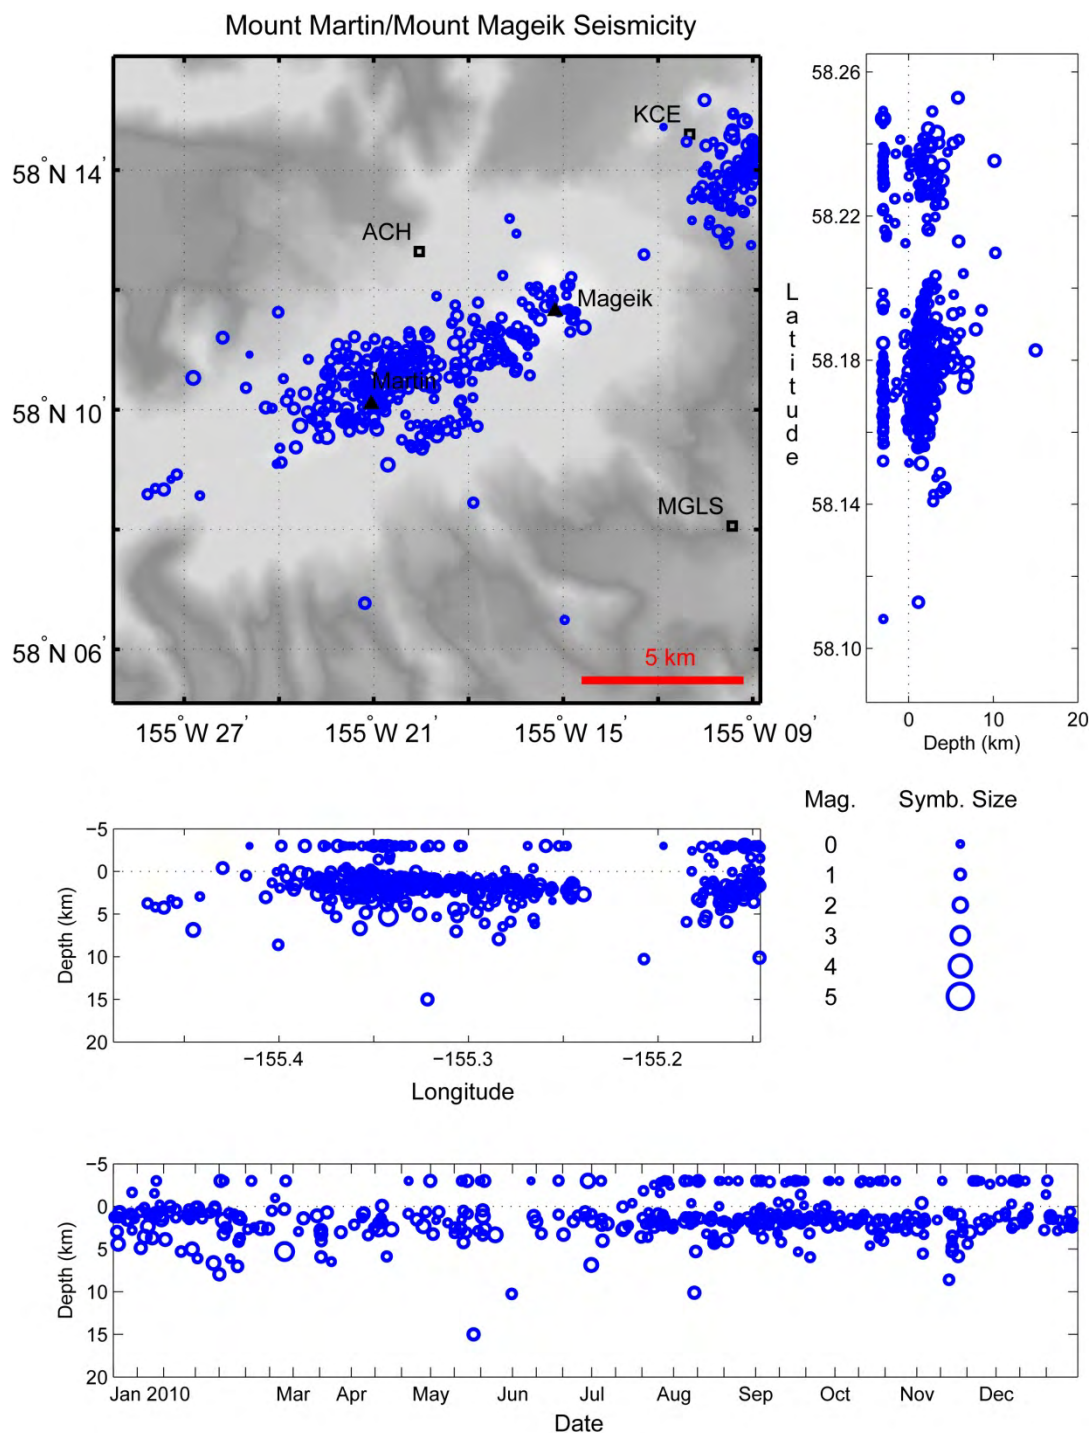 Mount Martin/Mount Mageik Seismicity
58°N 14'
58°N 10'
58°N 06'
KCE
ACH
Mageik
Martin
MGLS
5 km
155°W 27' 155°W 21' 155°W 15' 155°W 09'
58.26
58.22
58.18
58.14
58.10
Latitude
0 10 20
Depth (km)
−5
0
5
10
15
20
Depth (km)
−155.4 −155.3 −155.2
Longitude
Mag. Symb. Size
0
1
2
3
4
5
−5
0
5
10
15
20
Depth (km)
Jan 2010 Mar Apr May Jun Jul Aug Sep Oct Nov Dec
Date